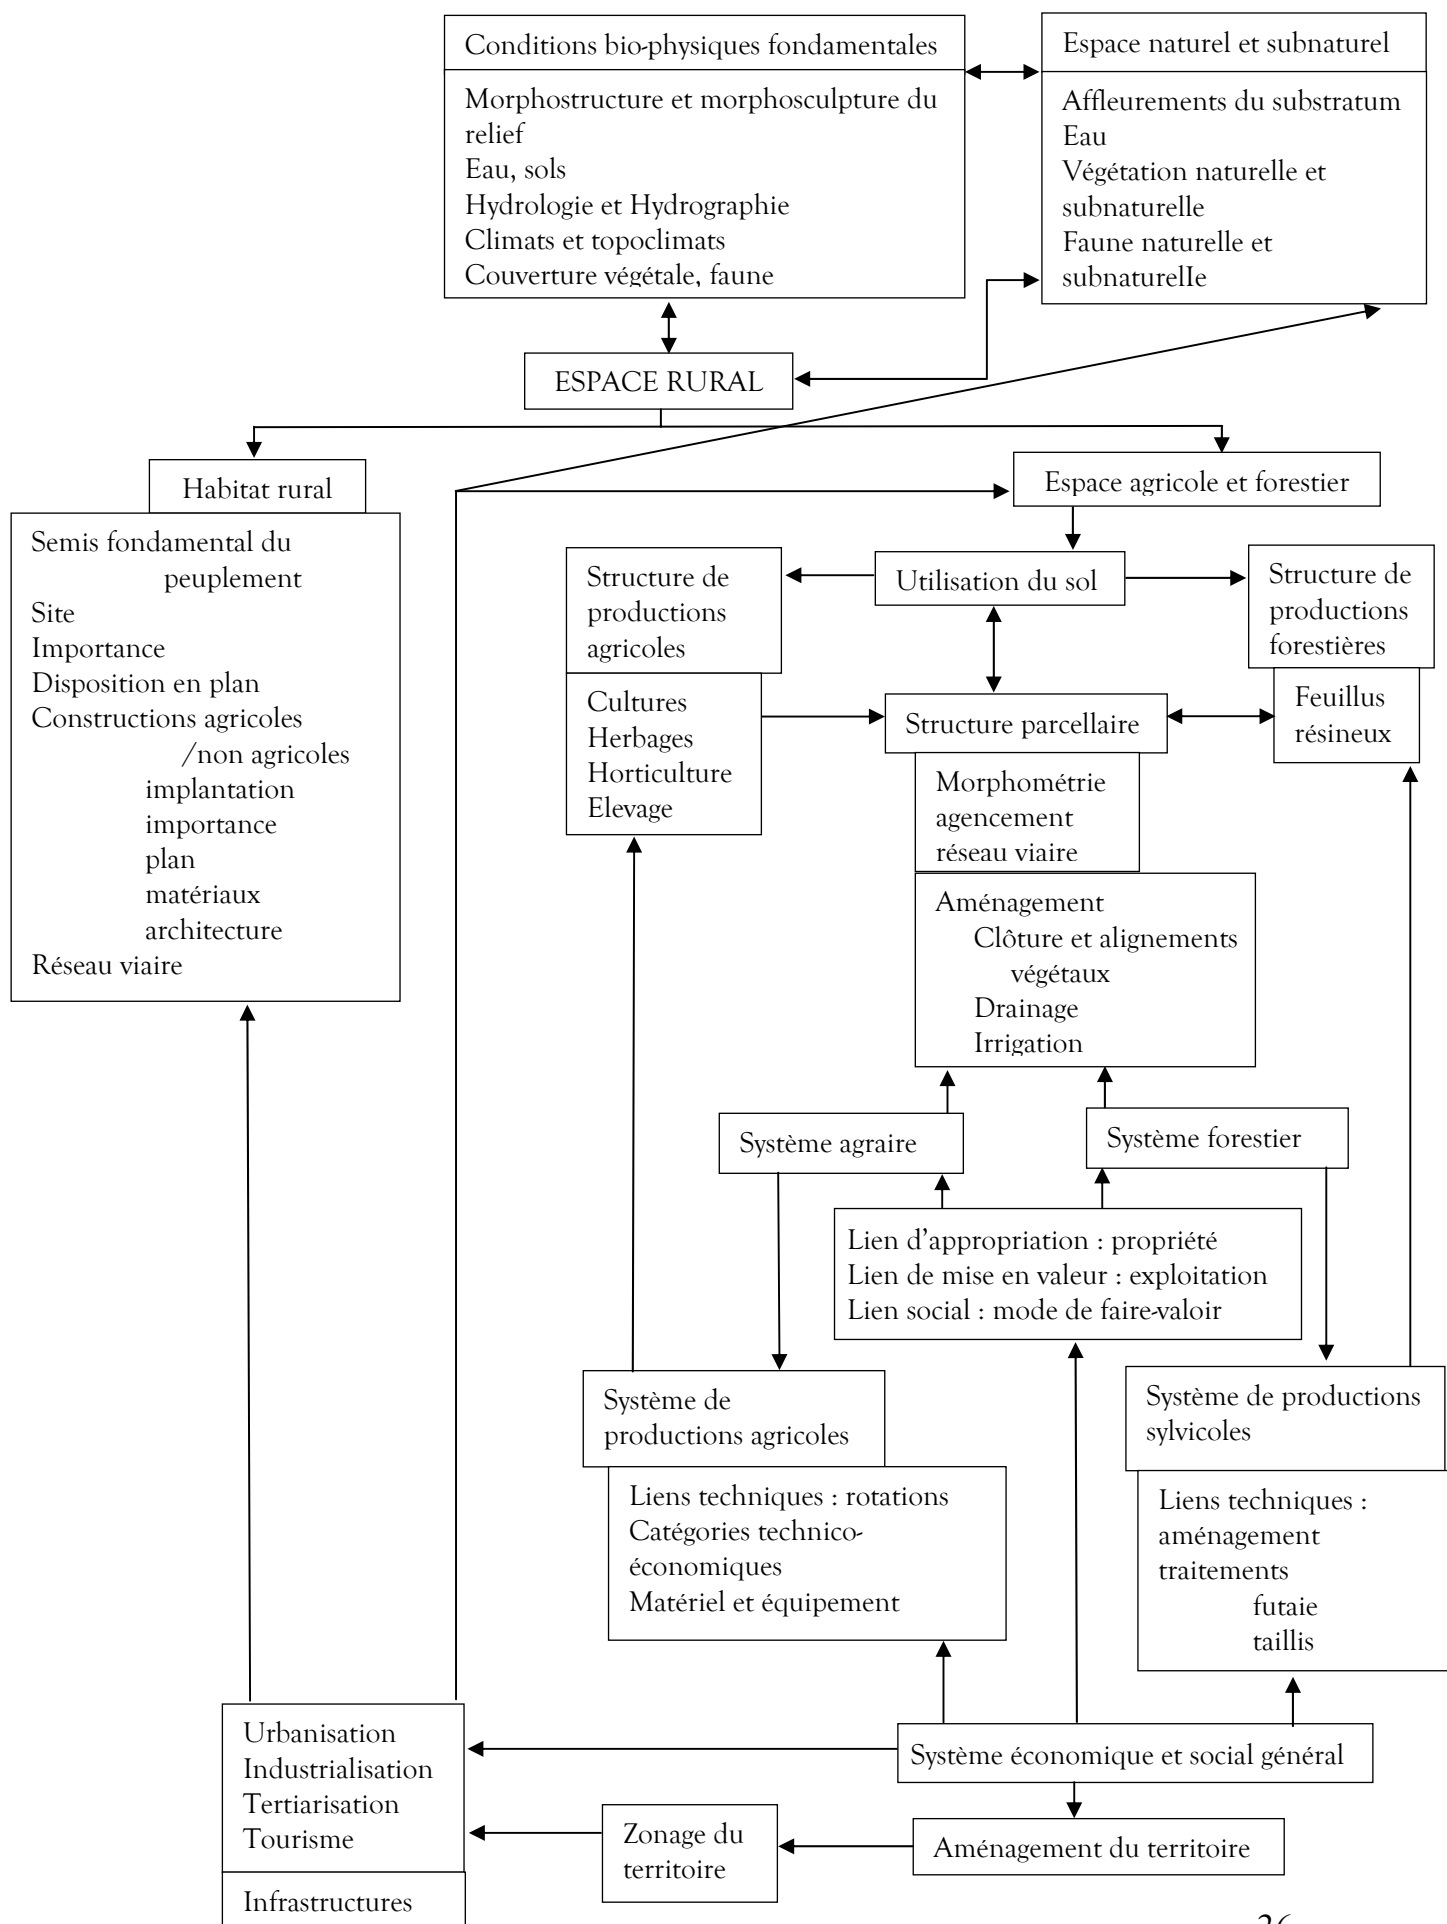 Conditions bio-physiques fondamentales
Morphostructure et morphosculpture du
relief
Eau, sols
Hydrologie et Hydrographie
Climats et topoclimats
Couverture végétale, faune
Espace naturel et subnaturel
Affleurements du substratum
Eau
Végétation naturelle et
subnaturelle
Faune naturelle et
subnaturelIe
ESPACE RURAL
Habitat rural
Semis fondamental du
peuplement
Site
Importance
Disposition en plan
Constructions agricoles
/non agricoles
implantation
importance
plan
matériaux
architecture
Réseau viaire
Espace agricole et forestier
Structure de
productions
agricoles
Utilisation du sol
Structure de
productions
forestières
Cultures
Herbages
Horticulture
Elevage
Structure parcellaire
Feuillus
résineux
Morphométrie
agencement
réseau viaire
Aménagement
Clôture et alignements
végétaux
Drainage
Irrigation
Système agraire
Système forestier
Lien d’appropriation : propriété
Lien de mise en valeur : exploitation
Lien social : mode de faire-valoir
Système de
productions agricoles
Liens techniques : rotations
Catégories technico-
économiques
Matériel et équipement
Système de productions
sylvicoles
Liens techniques :
aménagement
traitements
futaie
taillis
Urbanisation
Industrialisation
Tertiarisation
Tourisme
Infrastructures
Système économique et social général
Zonage du
territoire
Aménagement du territoire
26